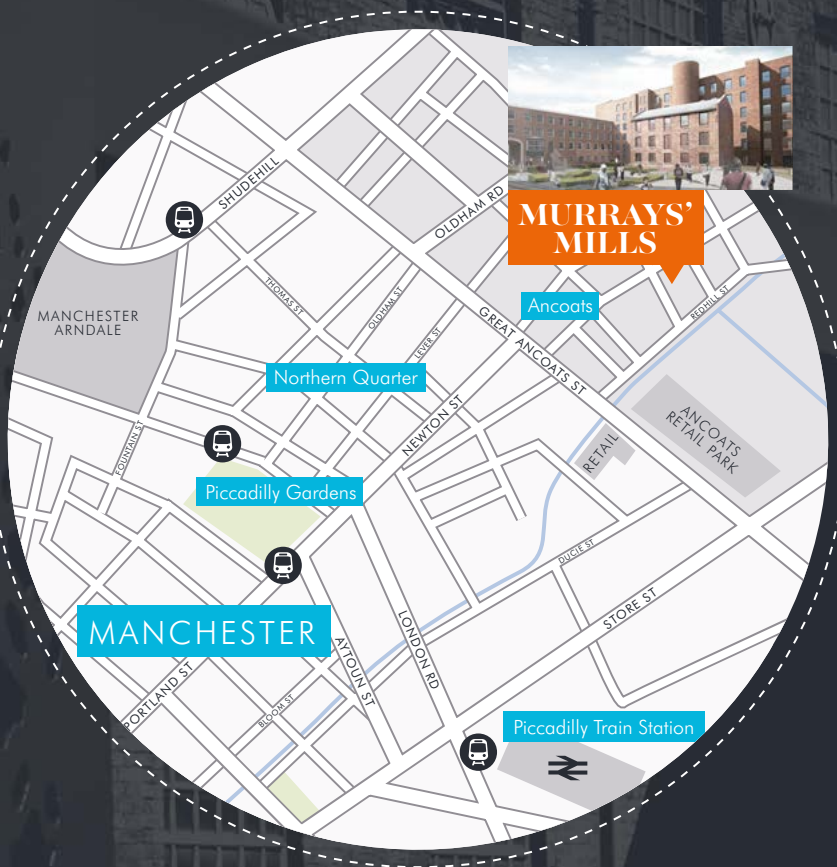 SHUDEHILL
OLDHAM RD
MURRAYS'
MILLS
MANCHESTER
ARNDALE
THOMAS ST
OLDHAM ST
LEVER ST
Ancoats
REDHILL ST
GREAT ANCOATS ST
Northern Quarter
NEWTON ST
FOUNTAIN ST
RETAIL
ANCOATS
RETAIL PARK
Piccadilly Gardens
DUCIE ST
STORE ST
MANCHESTER
AYTOUN ST
LONDON RD
PORTLAND ST
BLOOM ST
Piccadilly Train Station